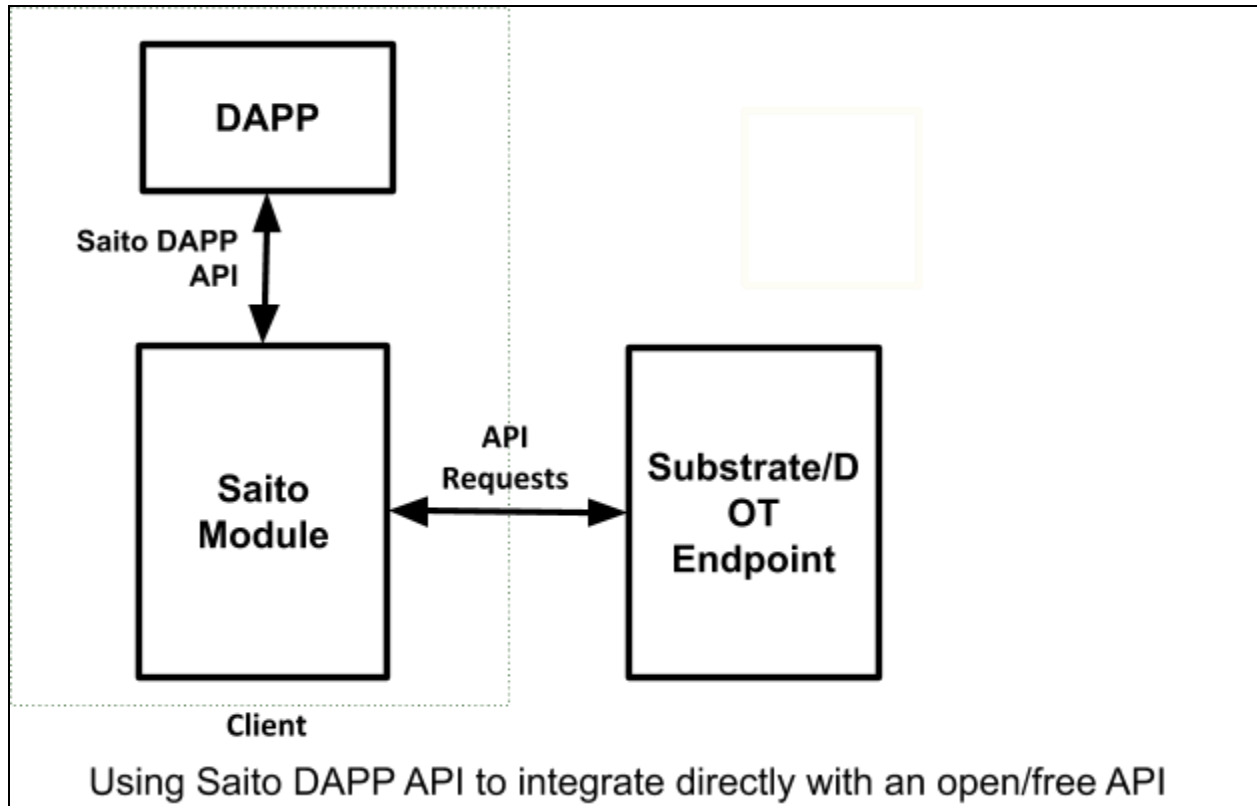 DAPP
Saito DAPP
API
Saito
Module
API
Requests
Substrate/D
OT
Endpoint
Client
Using Saito DAPP API to integrate directly with an open/free API